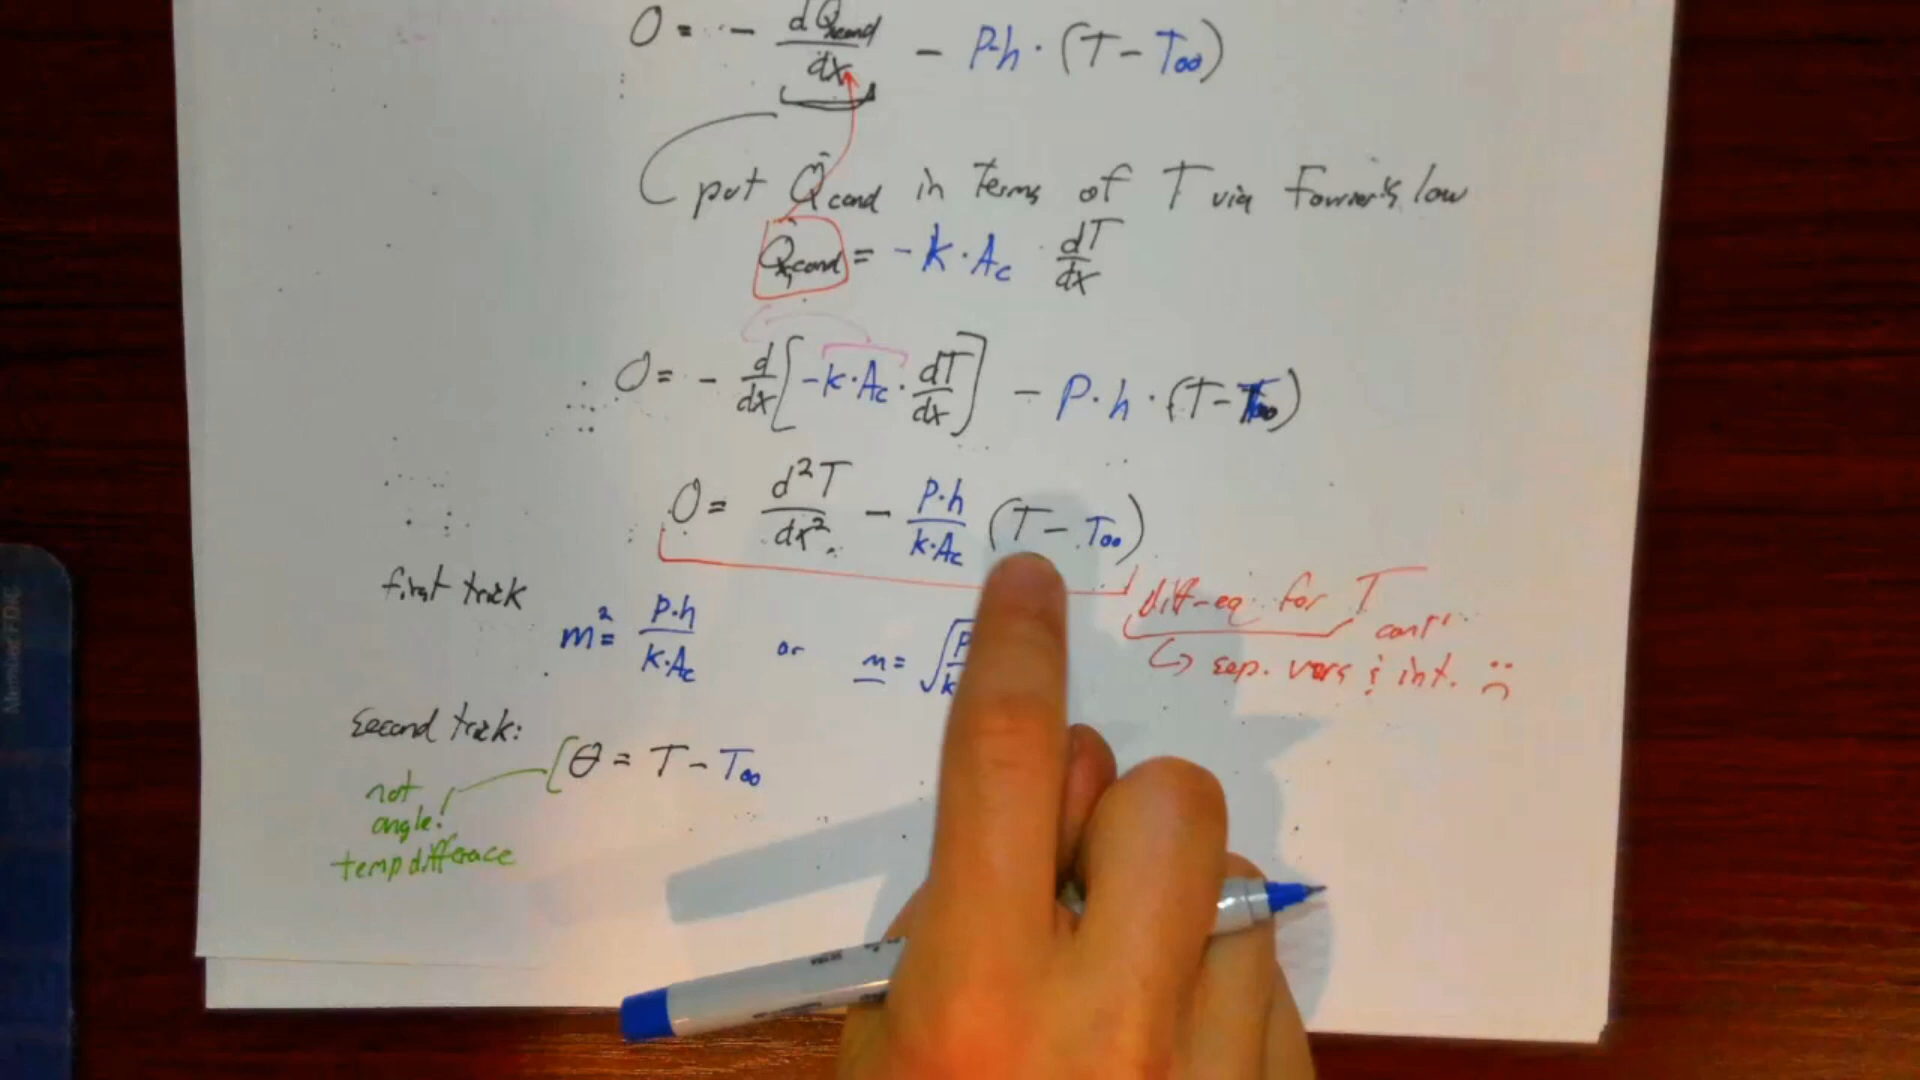 0 = - dQ̇cond/dx - P·h · (T - T∞)
put Q̇cond in terms of T via Fourier's law
Q̇x,cond = - k · Ac · dT/dx
0 = - d/dx [-k · Ac · dT/dx] - P · h · (T - T∞)
0 = d²T/dx² - P·h/k·Ac (T - T∞)
diff-eq for T
can't
↳ sep. vars & int. :(
first trick
m² = P·h/k·Ac or m = √P/k
second trick:
θ = T - T∞
not
angle!
temp difference
Member FDIC